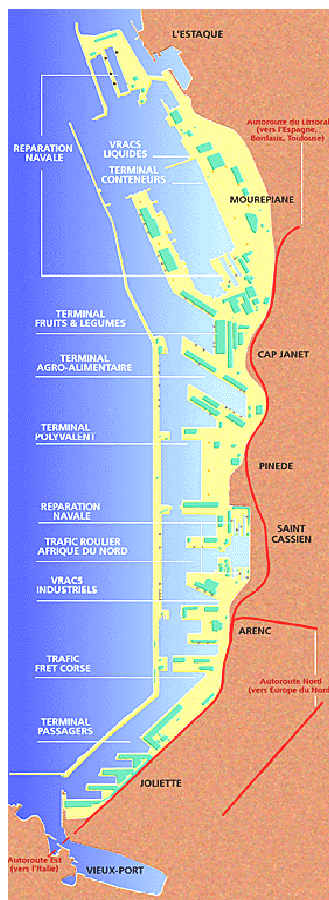 L'ESTAQUE
Autoroute du Littoral
(vers l'Espagne,
Bordaux, Toulouse)
REPARATION
NAVALE
VRACS
LIQUIDES
TERMINAL
CONTENEURS
MOUREPIANE
TERMINAL
FRUITS & LEGUMES
CAP JANET
TERMINAL
AGRO-ALIMENTAIRE
TERMINAL
POLYVALENT
PINEDE
REPARATION
NAVALE
SAINT
CASSIEN
TRAFIC ROULIER
AFRIQUE DU NORD
VRACS
INDUSTRIELS
ARENC
TRAFIC
FRET CORSE
Autoroute Nord
(vers Europe du Nord)
TERMINAL
PASSAGERS
JOLIETTE
Autoroute Est
(vers l'Italie)
VIEUX-PORT